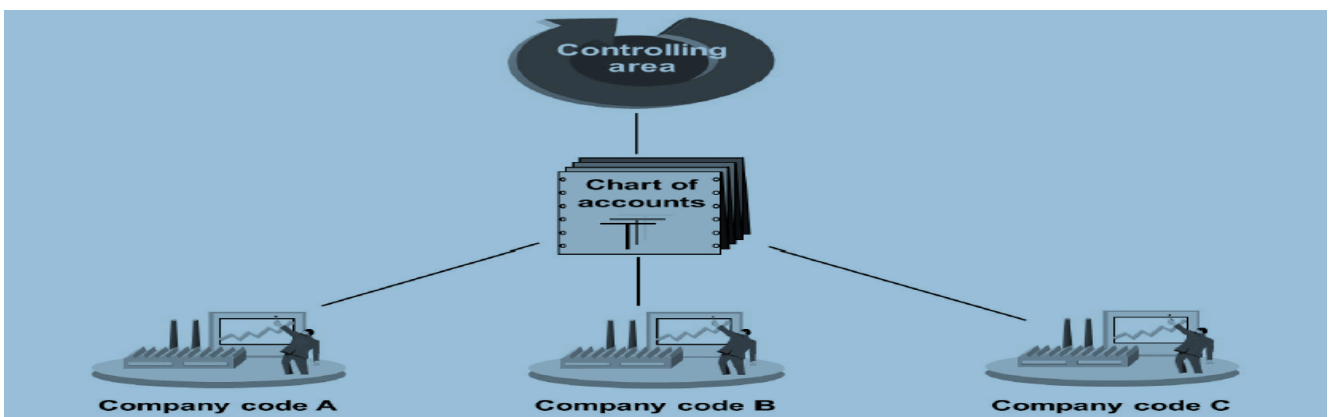 Controlling
area
Chart of
accounts
Company code A
Company code B
Company code C